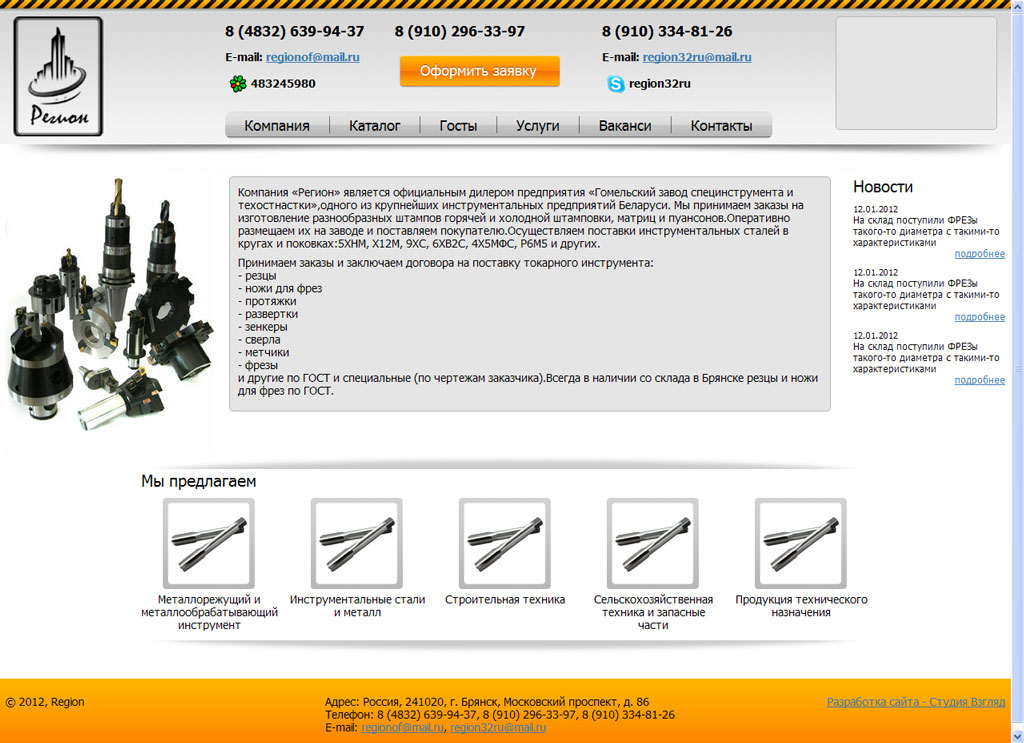 Регион
8 (4832) 639-94-37
8 (910) 296-33-97
8 (910) 334-81-26
E-mail: regionof@mail.ru
E-mail: region32ru@mail.ru
Оформить заявку
483245980
region32ru
Компания
Каталог
Госты
Услуги
Ваканси
Контакты
Компания «Регион» является официальным дилером предприятия «Гомельский завод специнструмента и
техостнастки»,одного из крупнейших инструментальных предприятий Беларуси. Мы принимаем заказы на
изготовление разнообразных штампов горячей и холодной штамповки, матриц и пуансонов.Оперативно
размещаем их на заводе и поставляем покупателю.Осуществляем поставки инструментальных сталей в
кругах и поковках:5ХНМ, Х12М, 9ХС, 6ХВ2С, 4Х5МФС, Р6М5 и других.
Принимаем заказы и заключаем договора на поставку токарного инструмента:
- резцы
- ножи для фрез
- протяжки
- развертки
- зенкеры
- сверла
- метчики
- фрезы
и другие по ГОСТ и специальные (по чертежам заказчика).Всегда в наличии со склада в Брянске резцы и ножи
для фрез по ГОСТ.
Новости
12.01.2012
На склад поступили ФРЕЗы
такого-то диаметра с такими-то
характеристиками
подробнее
12.01.2012
На склад поступили ФРЕЗы
такого-то диаметра с такими-то
характеристиками
подробнее
12.01.2012
На склад поступили ФРЕЗы
такого-то диаметра с такими-то
характеристиками
подробнее
Мы предлагаем
Металлорежущий и
металлообрабатывающий
инструмент
Инструментальные стали
и металл
Строительная техника
Сельскохозяйственная
техника и запасные
части
Продукция технического
назначения
© 2012, Region
Адрес: Россия, 241020, г. Брянск, Московский проспект, д. 86
Телефон: 8 (4832) 639-94-37, 8 (910) 296-33-97, 8 (910) 334-81-26
E-mail: regionof@mail.ru, region32ru@mail.ru
Разработка сайта - Студия Взгляд